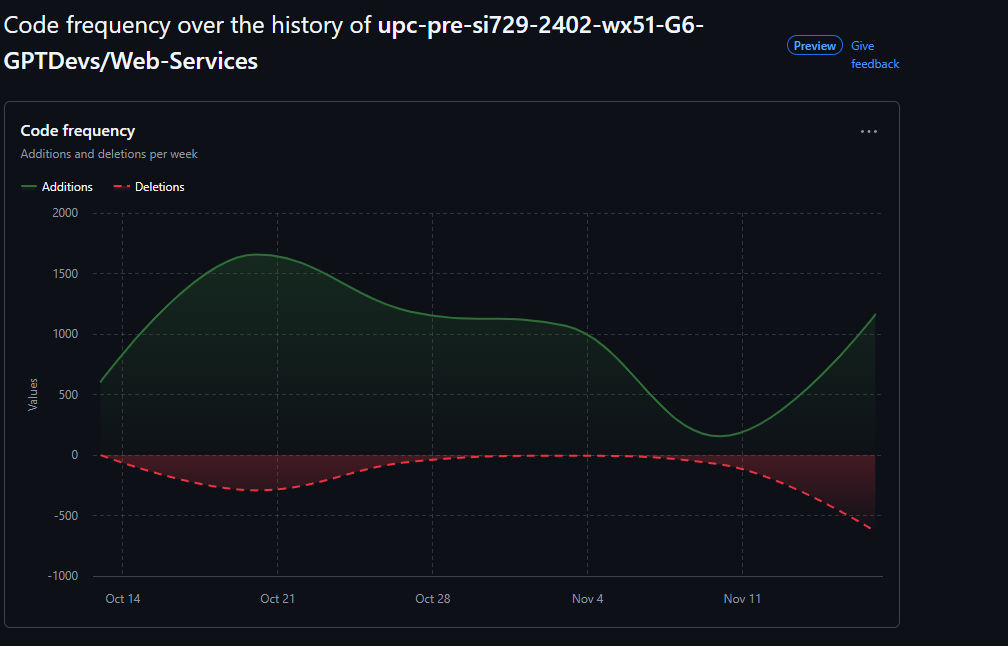 Code frequency over the history of upc-pre-si729-2402-wx51-G6-
GPTDevs/Web-Services
Preview
Give
feedback
Code frequency
Additions and deletions per week
Additions
Deletions
2000
1500
1000
500
0
-500
-1000
Values
Oct 14
Oct 21
Oct 28
Nov 4
Nov 11